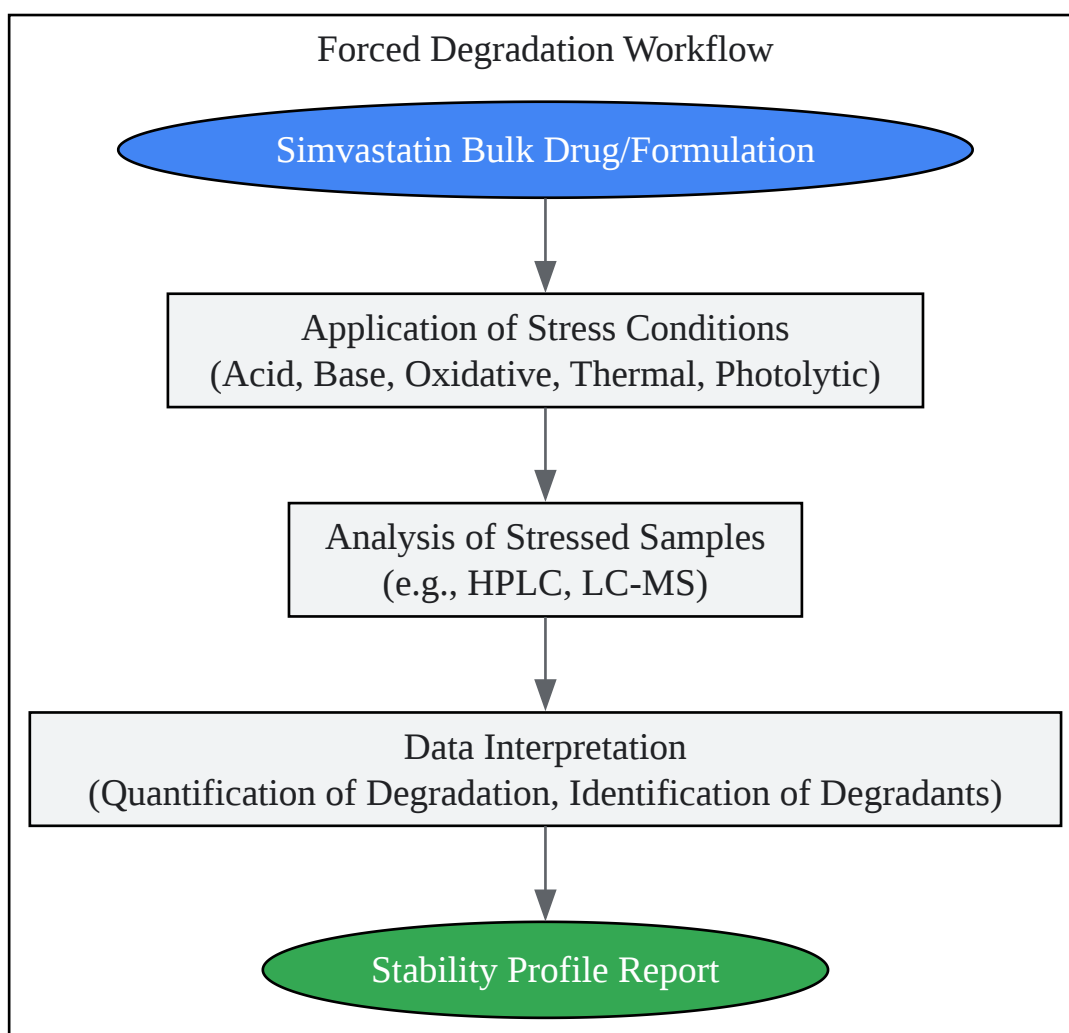 Forced Degradation Workflow
Simvastatin Bulk Drug/Formulation
Application of Stress Conditions
(Acid, Base, Oxidative, Thermal, Photolytic)
Analysis of Stressed Samples
(e.g., HPLC, LC-MS)
Data Interpretation
(Quantification of Degradation, Identification of Degradants)
Stability Profile Report